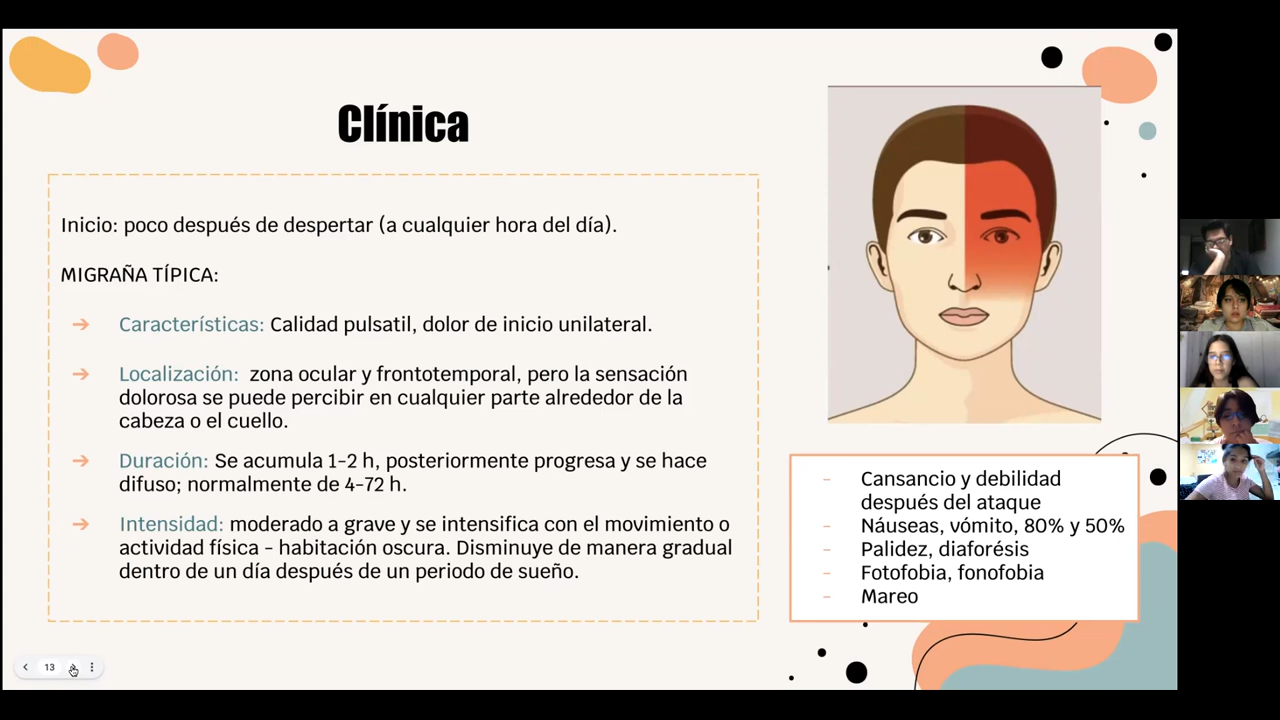 Clínica
Inicio: poco después de despertar (a cualquier hora del día).
MIGRAÑA TÍPICA:
➔ Características: Calidad pulsatil, dolor de inicio unilateral.
➔ Localización: zona ocular y frontotemporal, pero la sensación
dolorosa se puede percibir en cualquier parte alrededor de la
cabeza o el cuello.
➔ Duración: Se acumula 1-2 h, posteriormente progresa y se hace
difuso; normalmente de 4-72 h.
➔ Intensidad: moderado a grave y se intensifica con el movimiento o
actividad física - habitación oscura. Disminuye de manera gradual
dentro de un día después de un periodo de sueño.
- Cansancio y debilidad
después del ataque
- Náuseas, vómito, 80% y 50%
- Palidez, diaforésis
- Fotofobia, fonofobia
- Mareo
13